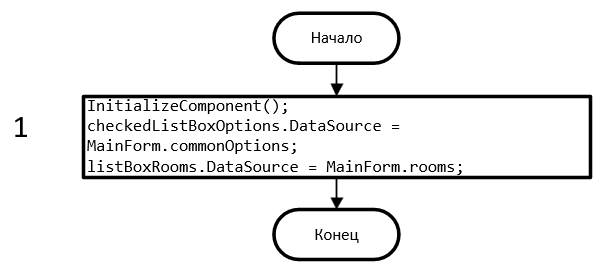 Начало
1
InitializeComponent();
checkedListBoxOptions.DataSource =
MainForm.commonOptions;
listBoxRooms.DataSource = MainForm.rooms;
Конец